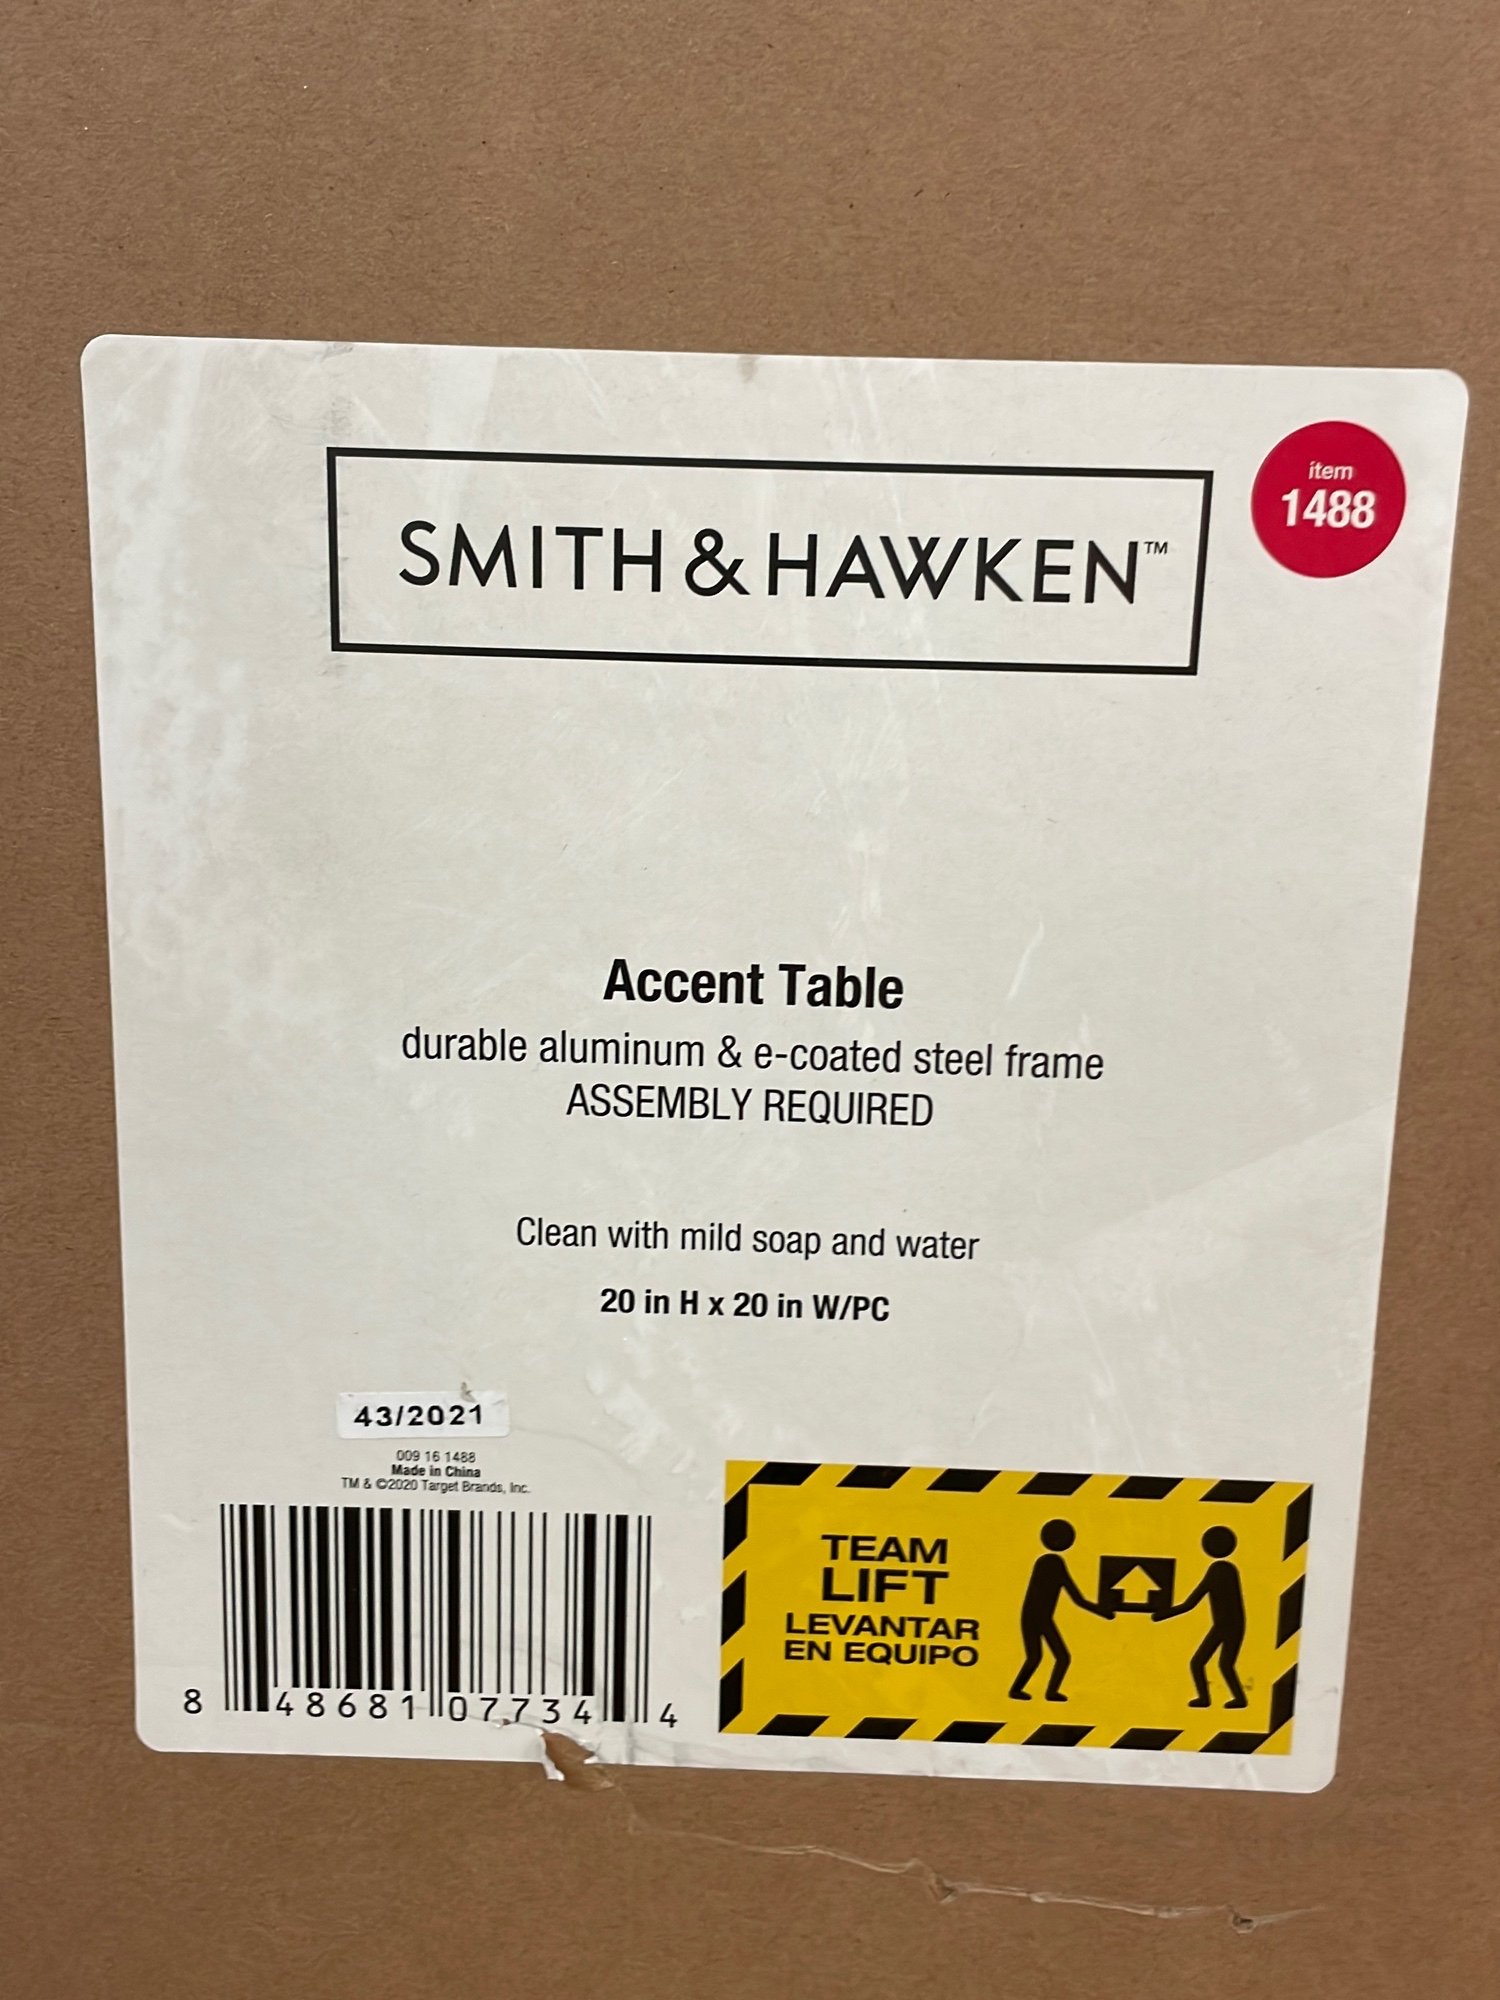 SMITH & HAWKEN™
item
1488
Accent Table
durable aluminum & e-coated steel frame
ASSEMBLY REQUIRED
Clean with mild soap and water
20 in H x 20 in W/PC
43/2021
009 16 1488
Made in China
TM & ©2020 Target Brands, Inc.
8 48681 07734 4
TEAM
LIFT
LEVANTAR
EN EQUIPO